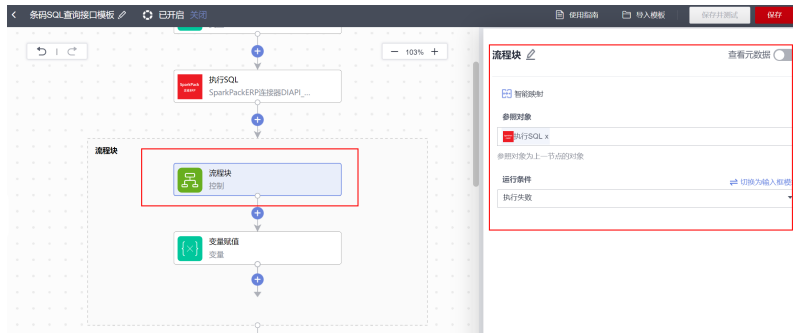 条码SQL查询接口模板
已开启 关闭
使用指南
导入模板
保存并测试
保存
103%
执行SQL
SparkPackERP连接器DIAPI_...
流程块
流程块
控制
变量赋值
变量
流程块
查看元数据
智能映射
参照对象
执行SQL x
参照对象为上一节点的对象
运行条件
切换为输入框模
执行失败